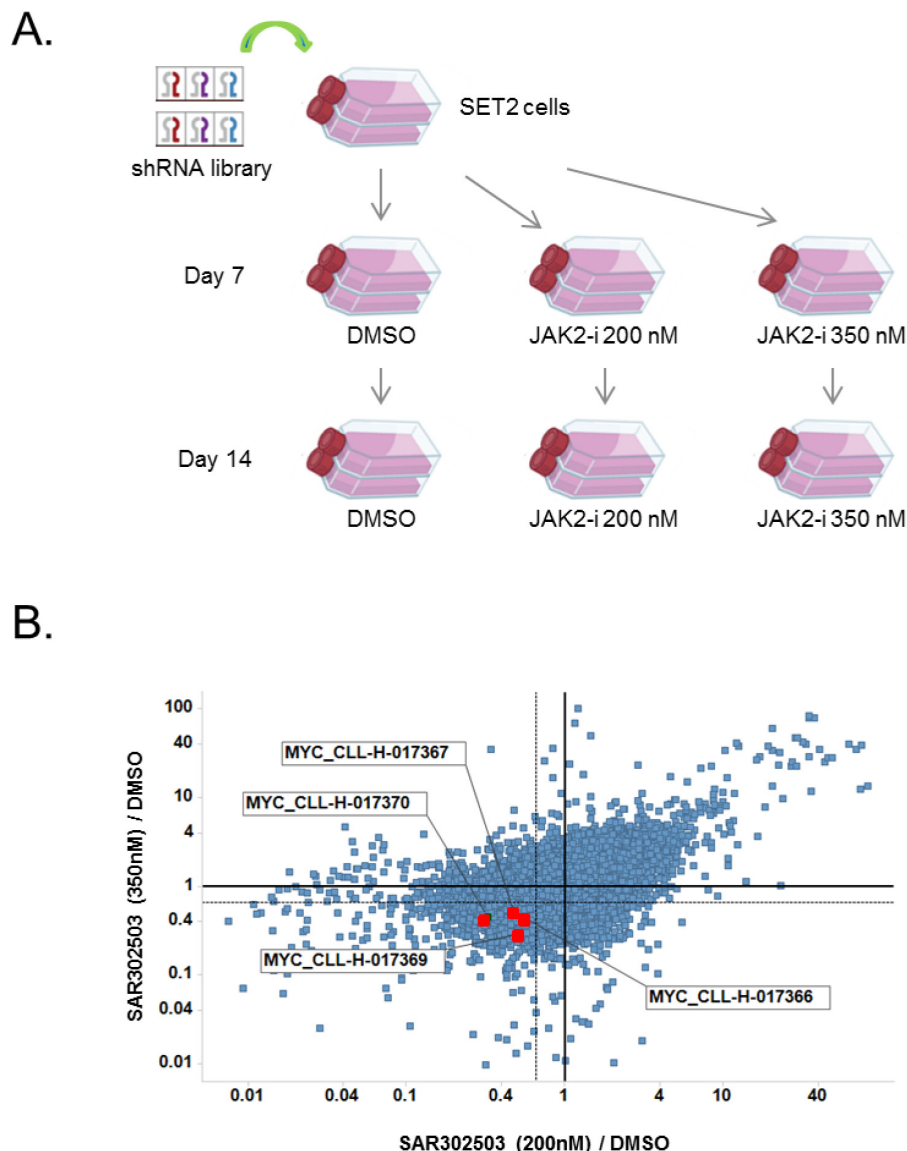 A.
SET2 cells
shRNA library
Day 7
DMSO
JAK2-i 200 nM
JAK2-i 350 nM
Day 14
DMSO
JAK2-i 200 nM
JAK2-i 350 nM
B.
SAR302503 (350nM) / DMSO
100
40
10
4
1
0.4
0.1
0.04
0.01
MYC_CLL-H-017367
MYC_CLL-H-017370
MYC_CLL-H-017369
MYC_CLL-H-017366
0.01 0.04 0.1 0.4 1 4 10 40
SAR302503 (200nM) / DMSO